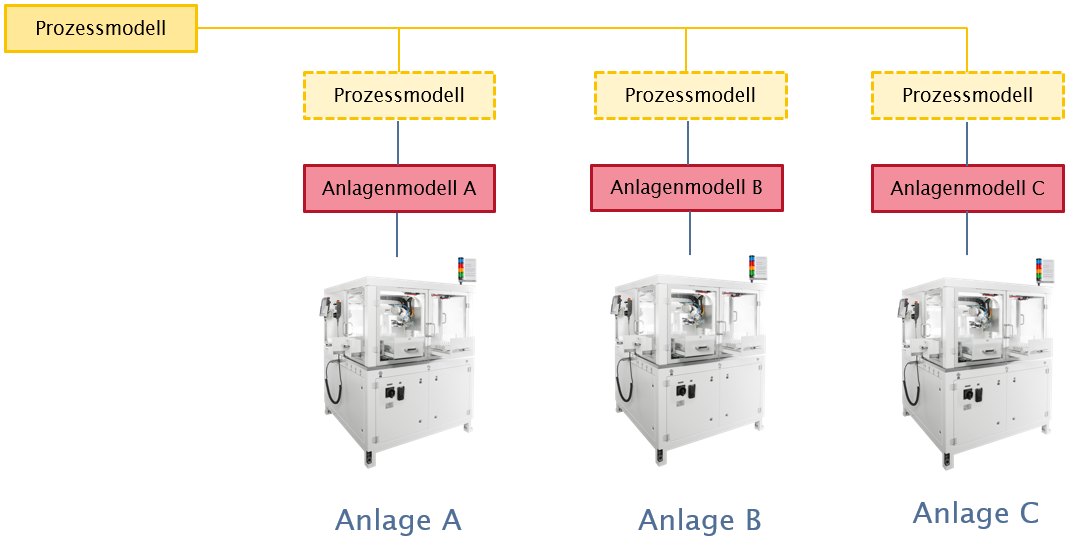 Prozessmodell
Prozessmodell
Prozessmodell
Prozessmodell
Anlagenmodell A
Anlagenmodell B
Anlagenmodell C
Anlage A
Anlage B
Anlage C